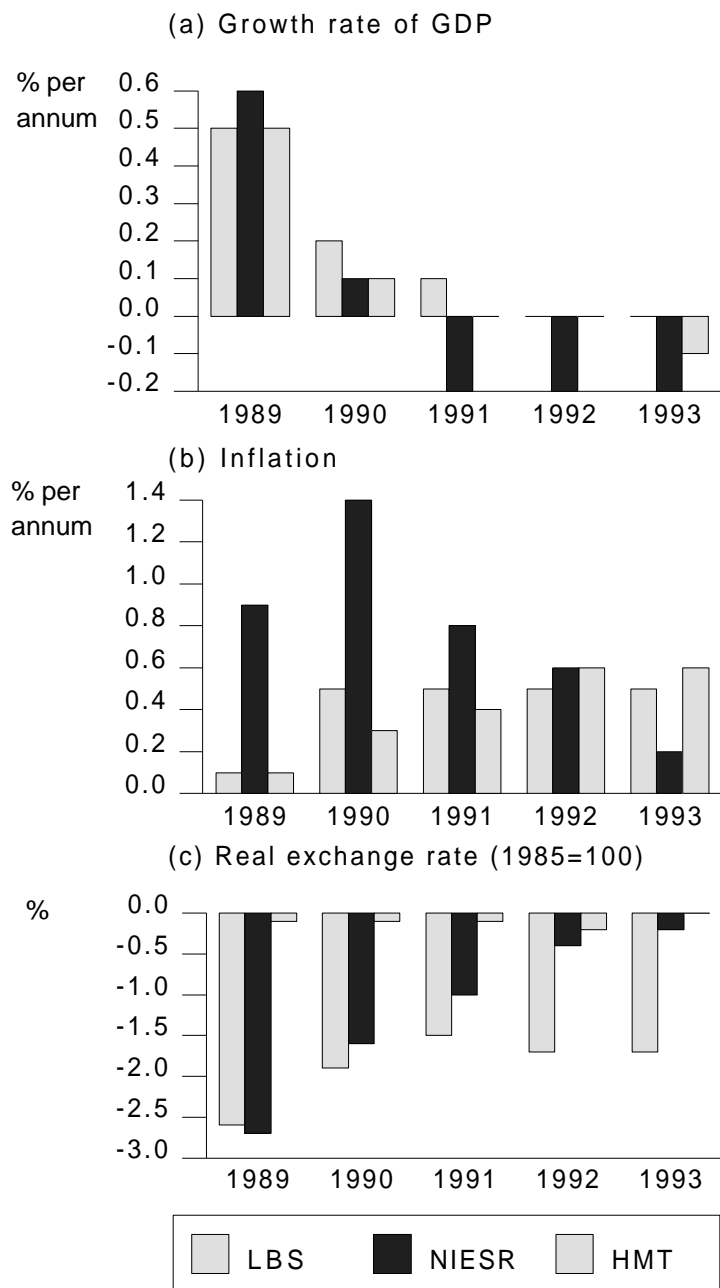 (a) Growth rate of GDP
% per annum
0.6
0.5
0.4
0.3
0.2
0.1
0.0
-0.1
-0.2
1989 1990 1991 1992 1993
(b) Inflation
% per annum
1.4
1.2
1.0
0.8
0.6
0.4
0.2
0.0
1989 1990 1991 1992 1993
(c) Real exchange rate (1985=100)
%
0.0
-0.5
-1.0
-1.5
-2.0
-2.5
-3.0
1989 1990 1991 1992 1993
LBS NIESR HMT